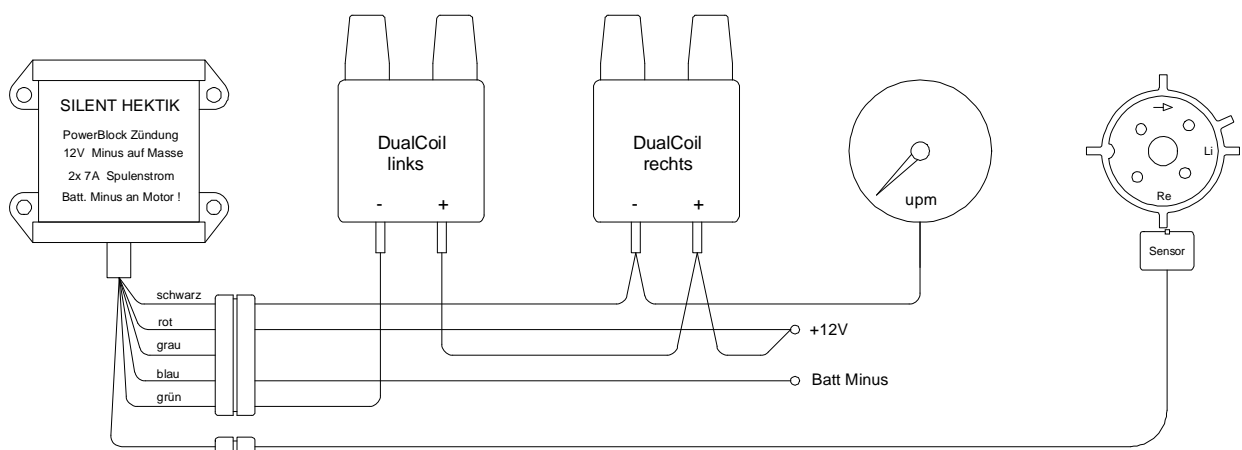 SILENT HEKTIK
PowerBlock Zündung
12V Minus auf Masse
2x 7A Spulenstrom
Batt. Minus an Motor !
DualCoil
links
- +
DualCoil
rechts
- +
upm
Li
Re
Sensor
schwarz
rot
+12V
grau
blau
Batt Minus
grün